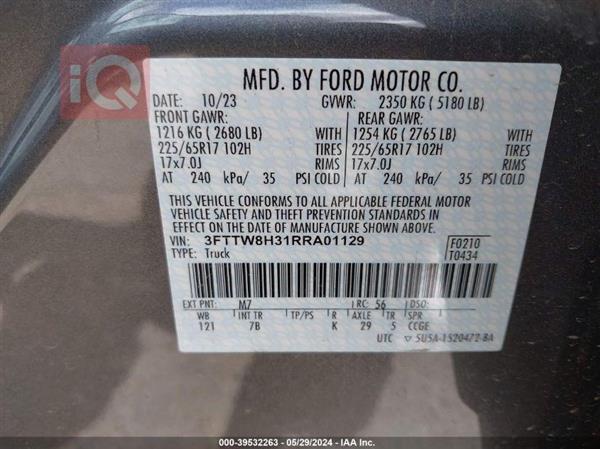 iQ
MFD. BY FORD MOTOR CO.
DATE: 10/23 GVWR: 2350 KG ( 5180 LB)
FRONT GAWR: REAR GAWR:
1216 KG ( 2680 LB) WITH 1254 KG ( 2765 LB) WITH
225/65R17 102H TIRES 225/65R17 102H TIRES
17x7.0J RIMS 17x7.0J RIMS
AT 240 kPa/ 35 PSI COLD AT 240 kPa/ 35 PSI COLD
THIS VEHICLE CONFORMS TO ALL APPLICABLE FEDERAL MOTOR
VEHICLE SAFETY AND THEFT PREVENTION STANDARDS IN
EFFECT ON THE DATE OF MANUFACTURE SHOWN ABOVE.
VIN: 3FTTW8H31RRA01129 F0210
TYPE: Truck T0434
EXT PNT: M7 RC: 56 DSO:
WB INT TR TP/PS R AXLE TR SPR
121 7B K 29 5 CCGE
UTC 5U5A-1520472-BA
000-39532263 - 05/29/2024 - IAA Inc.